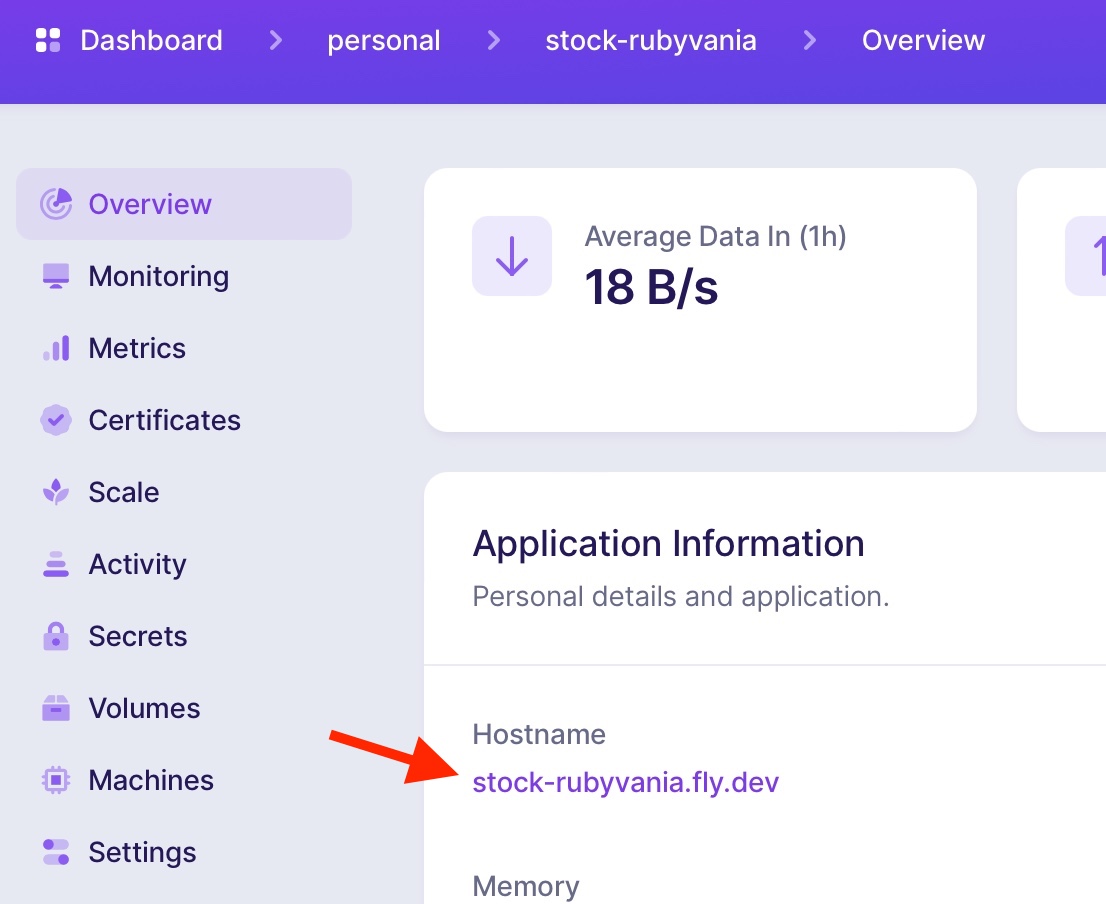 Dashboard > personal > stock-rubyvania > Overview
Overview
Monitoring
Metrics
Certificates
Scale
Activity
Secrets
Volumes
Machines
Settings
Average Data In (1h)
18 B/s
Application Information
Personal details and application.
Hostname
stock-rubyvania.fly.dev
Memory